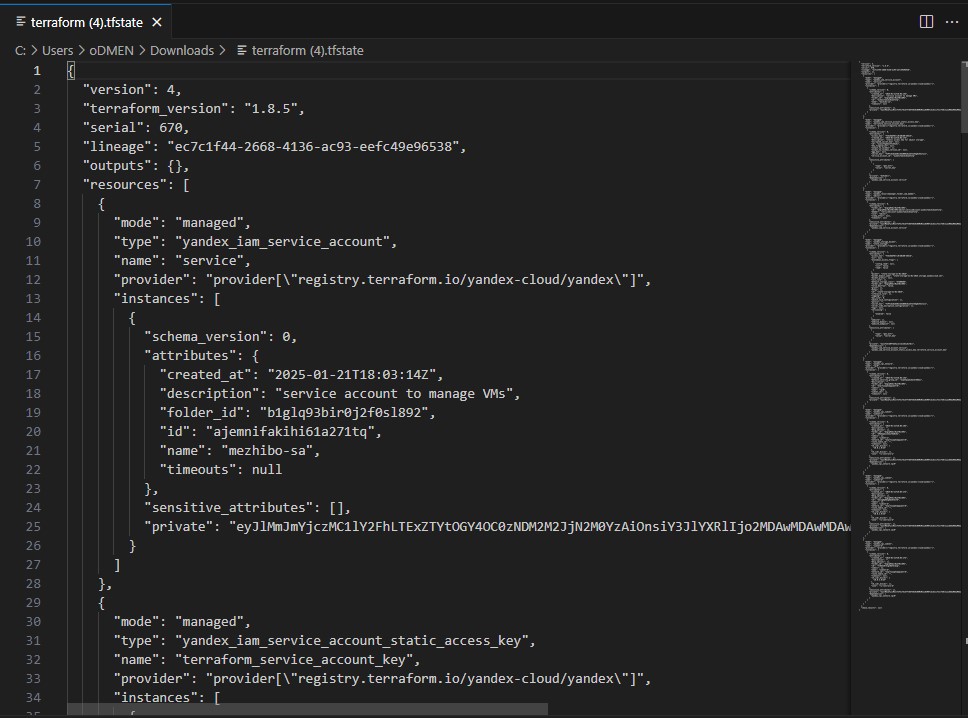 terraform (4).tfstate
C: > Users > oDMEN > Downloads > terraform (4).tfstate
1 {
2 "version": 4,
3 "terraform_version": "1.8.5",
4 "serial": 670,
5 "lineage": "ec7c1f44-2668-4136-ac93-eefc49e96538",
6 "outputs": {},
7 "resources": [
8 {
9 "mode": "managed",
10 "type": "yandex_iam_service_account",
11 "name": "service",
12 "provider": "provider[\"registry.terraform.io/yandex-cloud/yandex\"]",
13 "instances": [
14 {
15 "schema_version": 0,
16 "attributes": {
17 "created_at": "2025-01-21T18:03:14Z",
18 "description": "service account to manage VMs",
19 "folder_id": "b1glq93bir0j2f0sl892",
20 "id": "ajemnifakihi61a271tq",
21 "name": "mezhibo-sa",
22 "timeouts": null
23 },
24 "sensitive_attributes": [],
25 "private": "eyJlMmJmYjczMC1lY2FhLTExZTYtOGY4OC0zNDM2M2JjN2M0YzAiOnsiY3JlYXRlIjo2MDAwMDAwMDAw
26 }
27 ]
28 },
29 {
30 "mode": "managed",
31 "type": "yandex_iam_service_account_static_access_key",
32 "name": "terraform_service_account_key",
33 "provider": "provider[\"registry.terraform.io/yandex-cloud/yandex\"]",
34 "instances": [